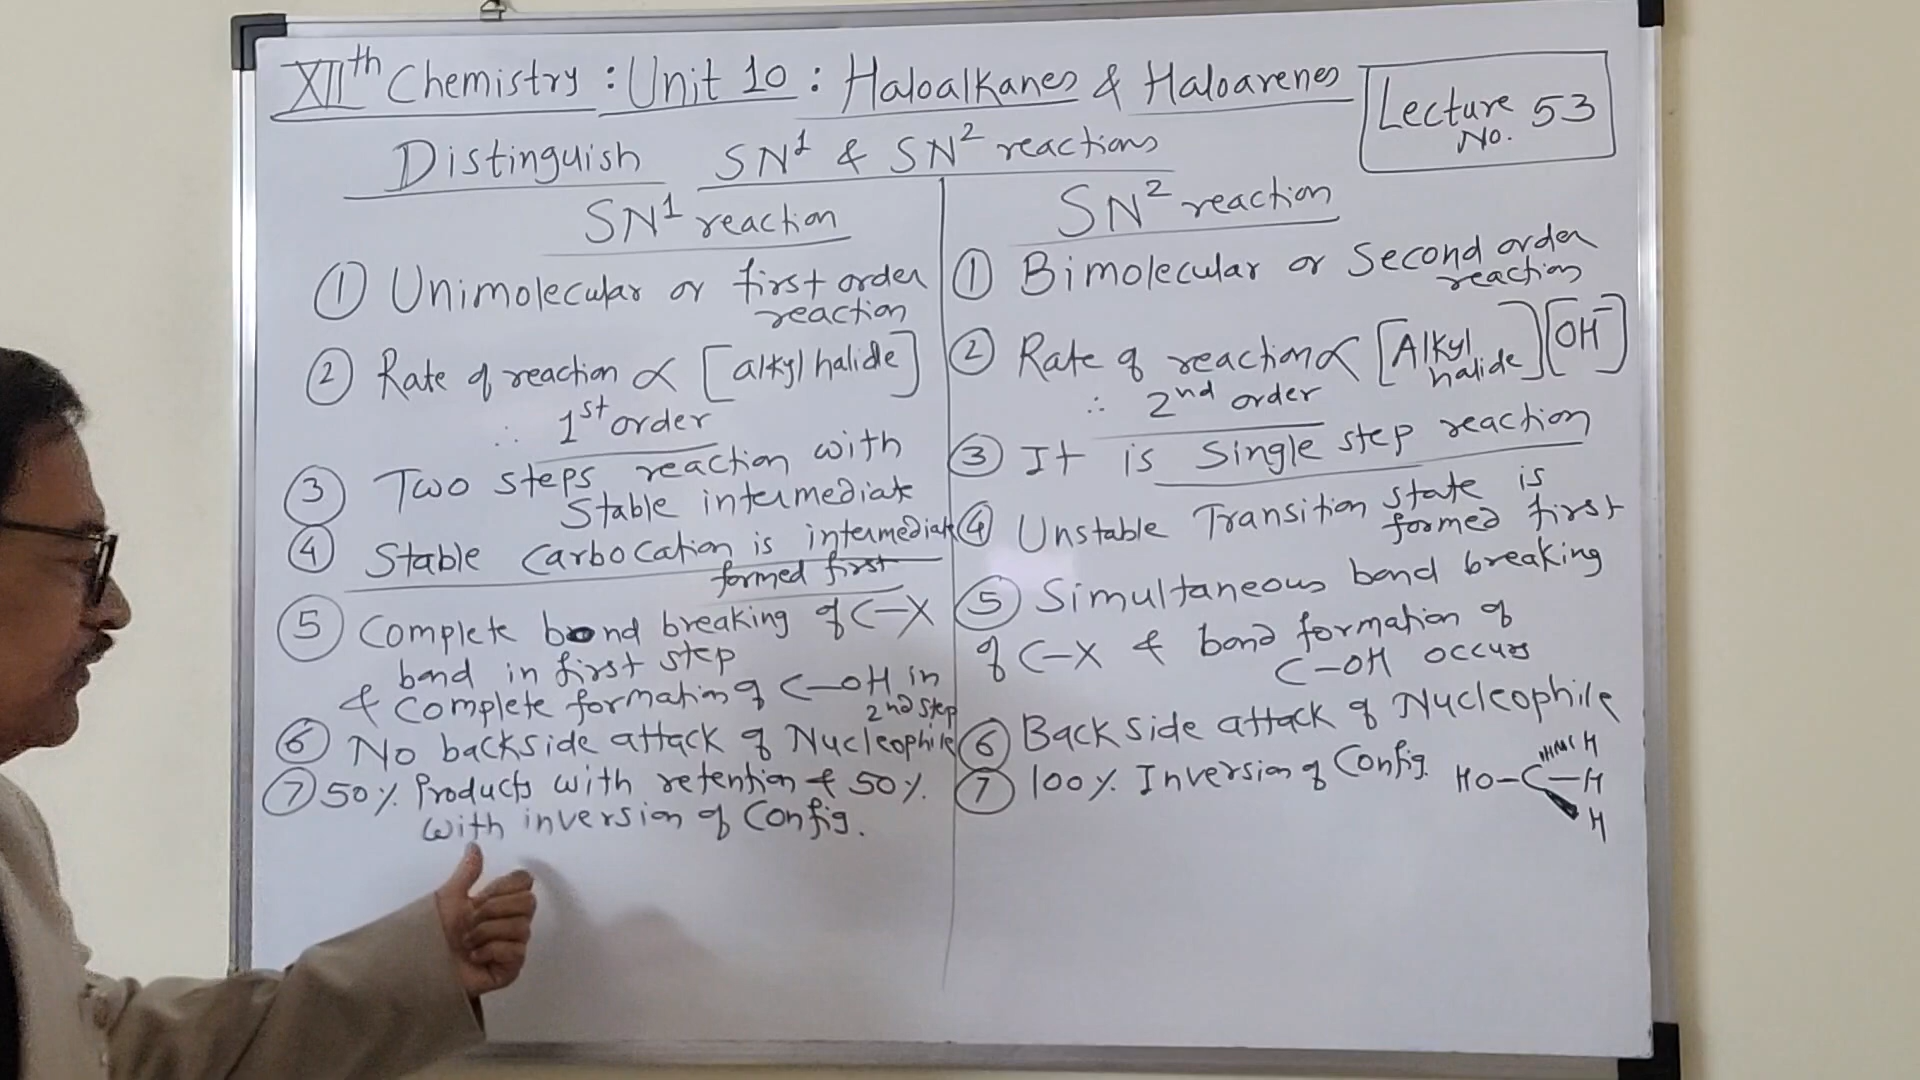 XIIth Chemistry : Unit 10 : Haloalkanes & Haloarenes
Lecture No. 53
Distinguish SN1 & SN2 reactions
SN1 reaction
① Unimolecular or first order
reaction
② Rate of reaction ∝ [alkyl halide]
∴ 1st order
③ Two steps reaction with
Stable intermediate
④ Stable Carbocation is intermediate
formed first
⑤ Complete bond breaking of C-X
bond in first step
& Complete formation of C-OH in
2nd step
⑥ No backside attack of Nucleophile
⑦ 50% Products with retention & 50%
with inversion of Config.
SN2 reaction
① Bimolecular or Second order
reaction
② Rate of reaction ∝ [Alkyl halide] [OH-]
∴ 2nd order
③ It is Single step reaction
④ Unstable Transition state is
formed first
⑤ Simultaneous bond breaking
of C-X & bond formation of
C-OH occurs
⑥ Back side attack of Nucleophile
⑦ 100% Inversion of Config.
H
HO-C-H
H